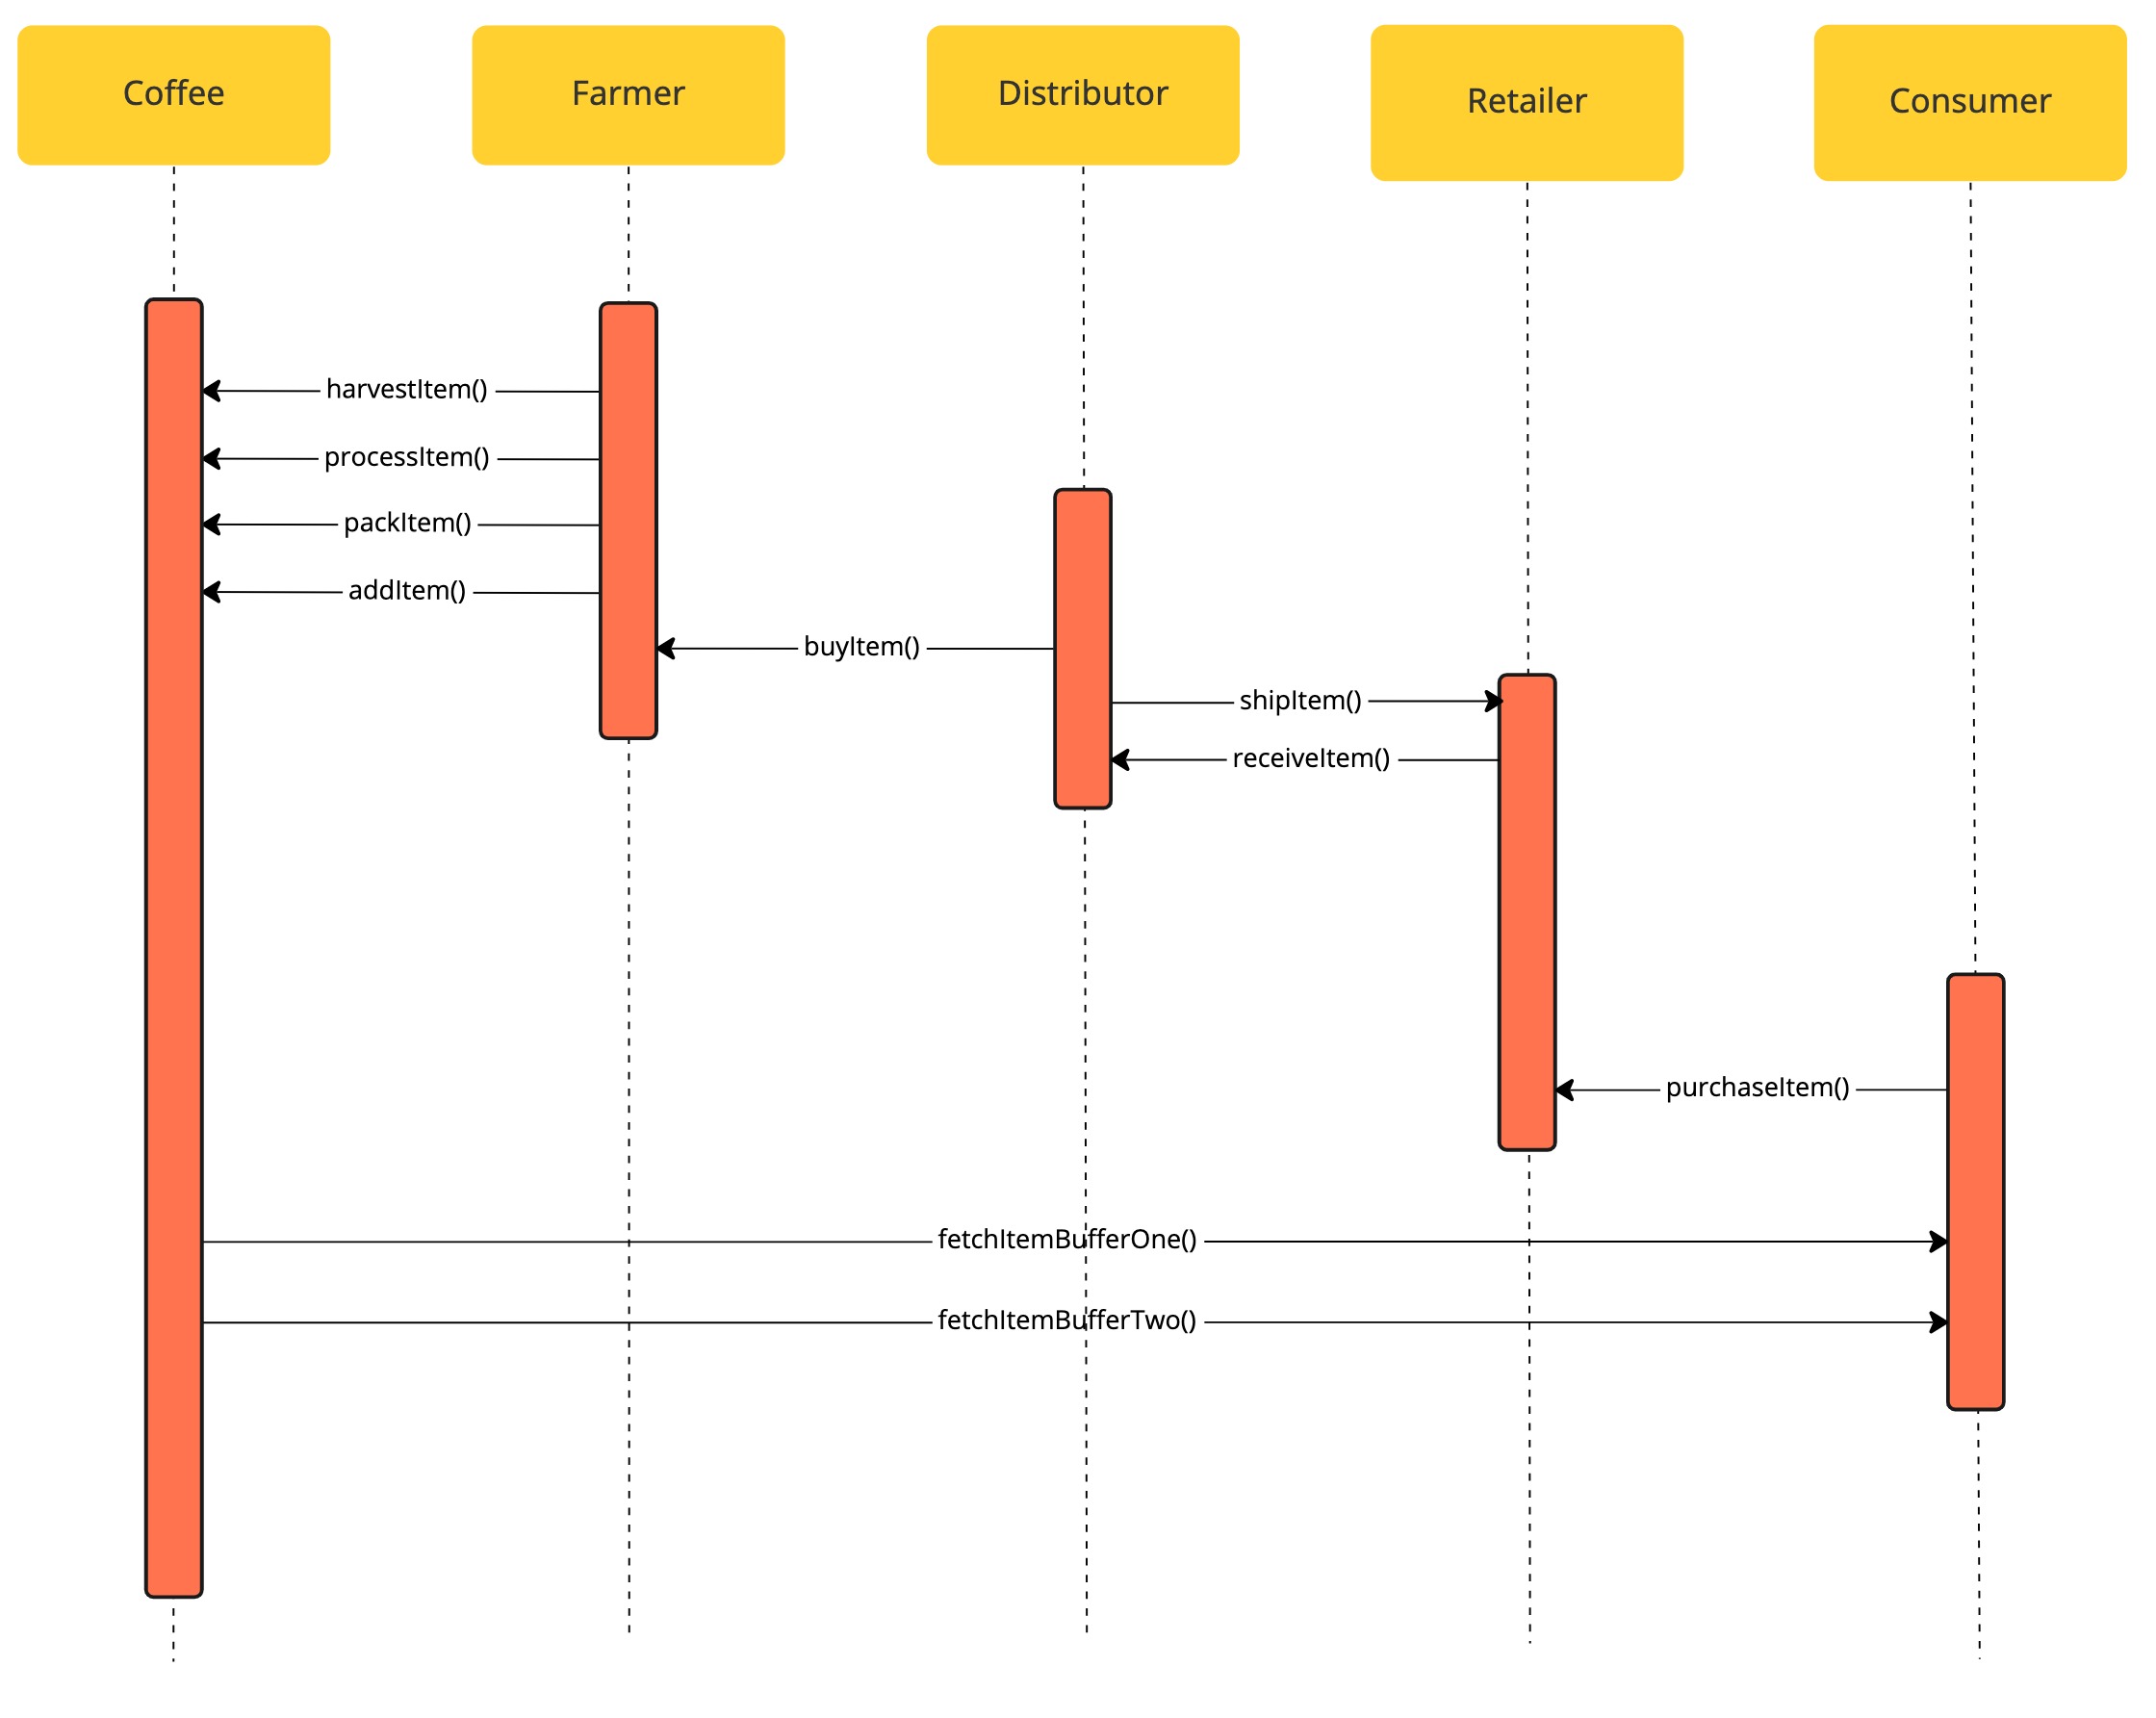 Coffee
Farmer
Distributor
Retailer
Consumer
harvestItem()
processItem()
packItem()
addItem()
buyItem()
shipItem()
receiveItem()
purchaseItem()
fetchItemBufferOne()
fetchItemBufferTwo()